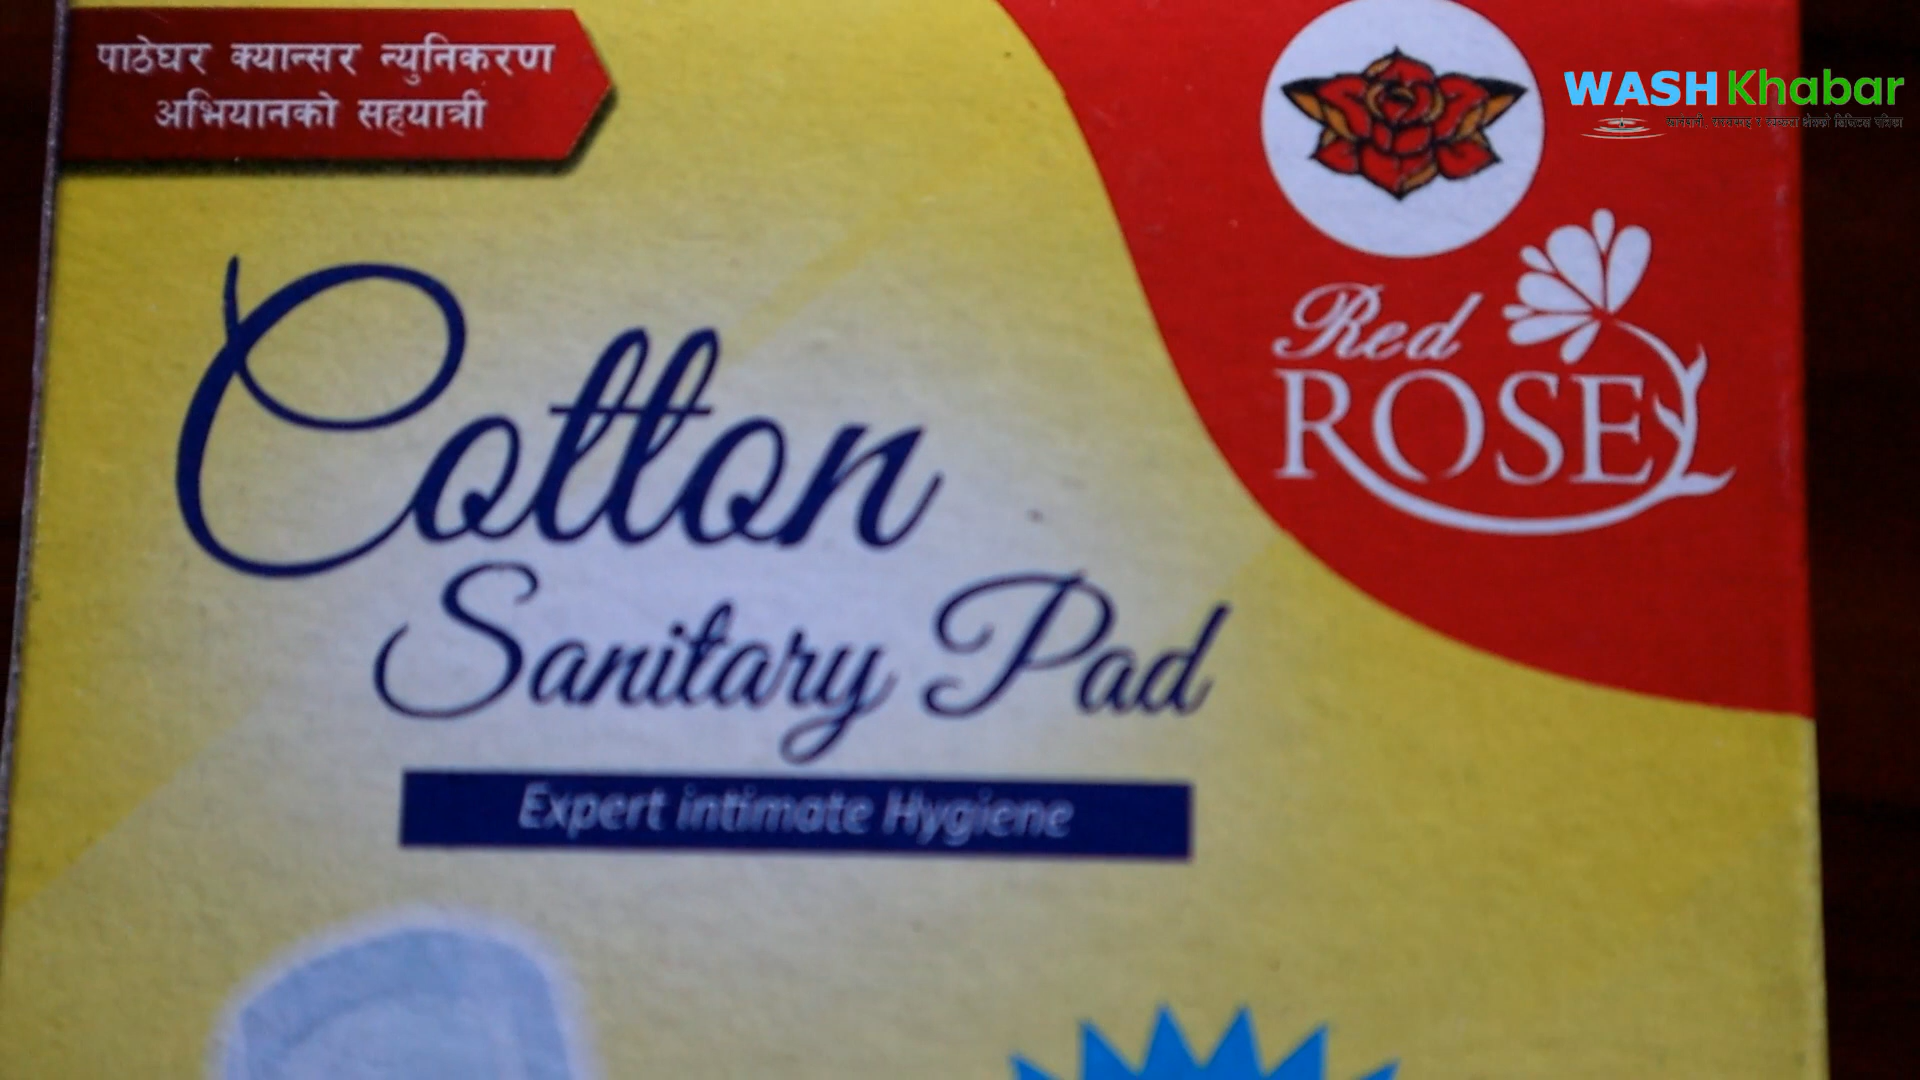 पाठेघर क्यान्सर न्युनिकरण
अभियानको सहयात्री
WASH Khabar
Red
ROSE
Cotton
Sanitary Pad
Expert intimate Hygiene